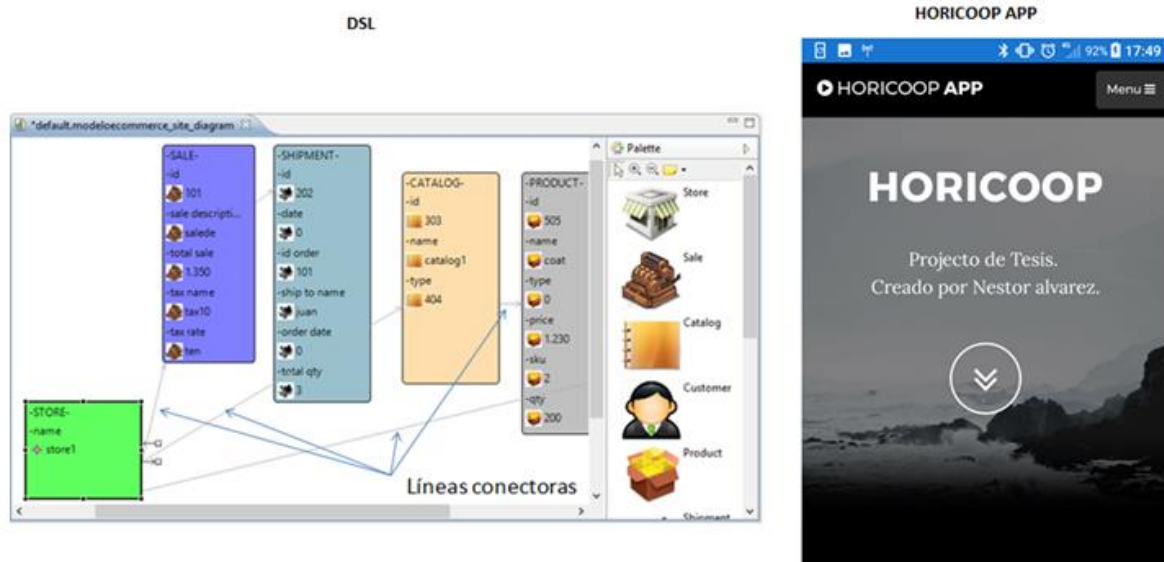 DSL
HORICOOP APP
*default.modeloecommerce_site_diagram
-SALE-
-id
101
-sale descripti...
salede
-total sale
1.350
-tax name
tax10
-tax rate
ten
-SHIPMENT-
-id
202
-date
0
-id order
101
-ship to name
juan
-order date
0
-total qty
3
-CATALOG-
-id
303
-name
catalog1
-type
404
-PRODUCT-
-id
505
-name
coat
-type
0
-price
1.230
-sku
2
-qty
200
-STORE-
-name
store1
Líneas conectoras
Palette
Store
Sale
Catalog
Customer
Product
Shipment
92% 17:49
HORICOOP APP
Menu
HORICOOP
Projecto de Tesis.
Creado por Nestor alvarez.